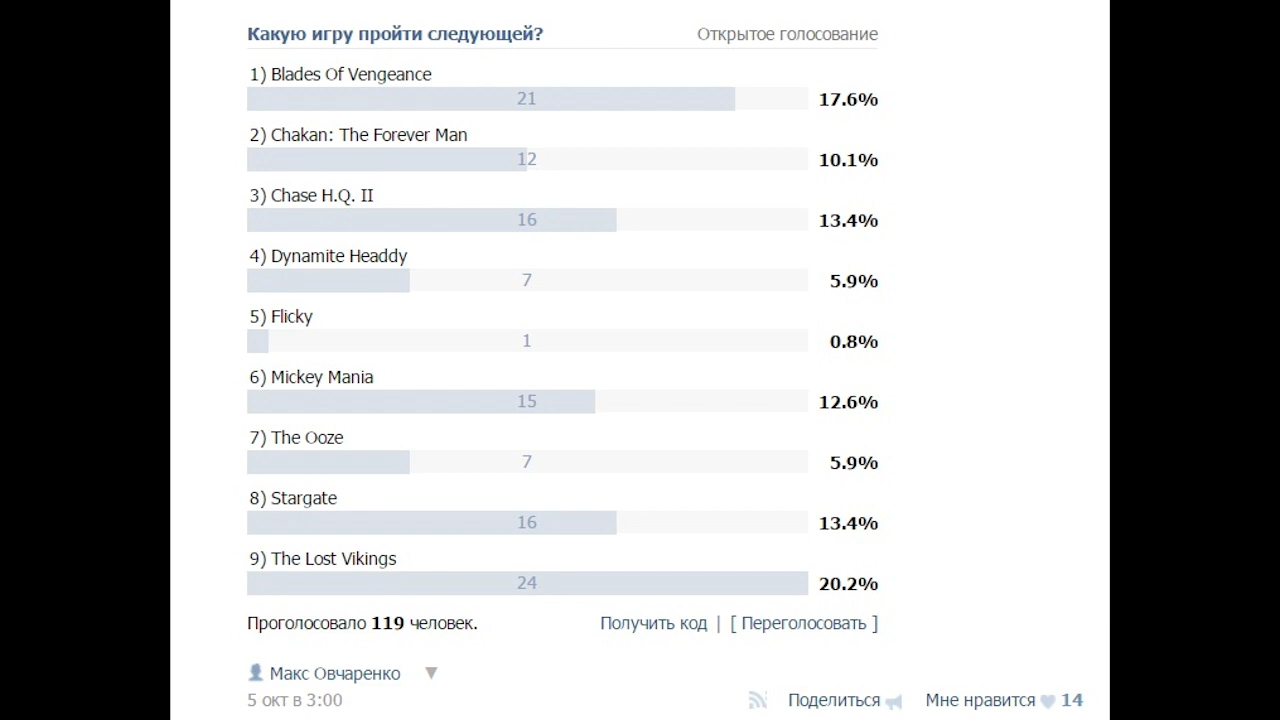 Какую игру пройти следующей? Открытое голосование
1) Blades Of Vengeance
21 17.6%
2) Chakan: The Forever Man
12 10.1%
3) Chase H.Q. II
16 13.4%
4) Dynamite Headdy
7 5.9%
5) Flicky
1 0.8%
6) Mickey Mania
15 12.6%
7) The Ooze
7 5.9%
8) Stargate
16 13.4%
9) The Lost Vikings
24 20.2%
Проголосовало 119 человек. Получить код | [ Переголосовать ]
Макс Овчаренко
5 окт в 3:00 Поделиться Мне нравится 14